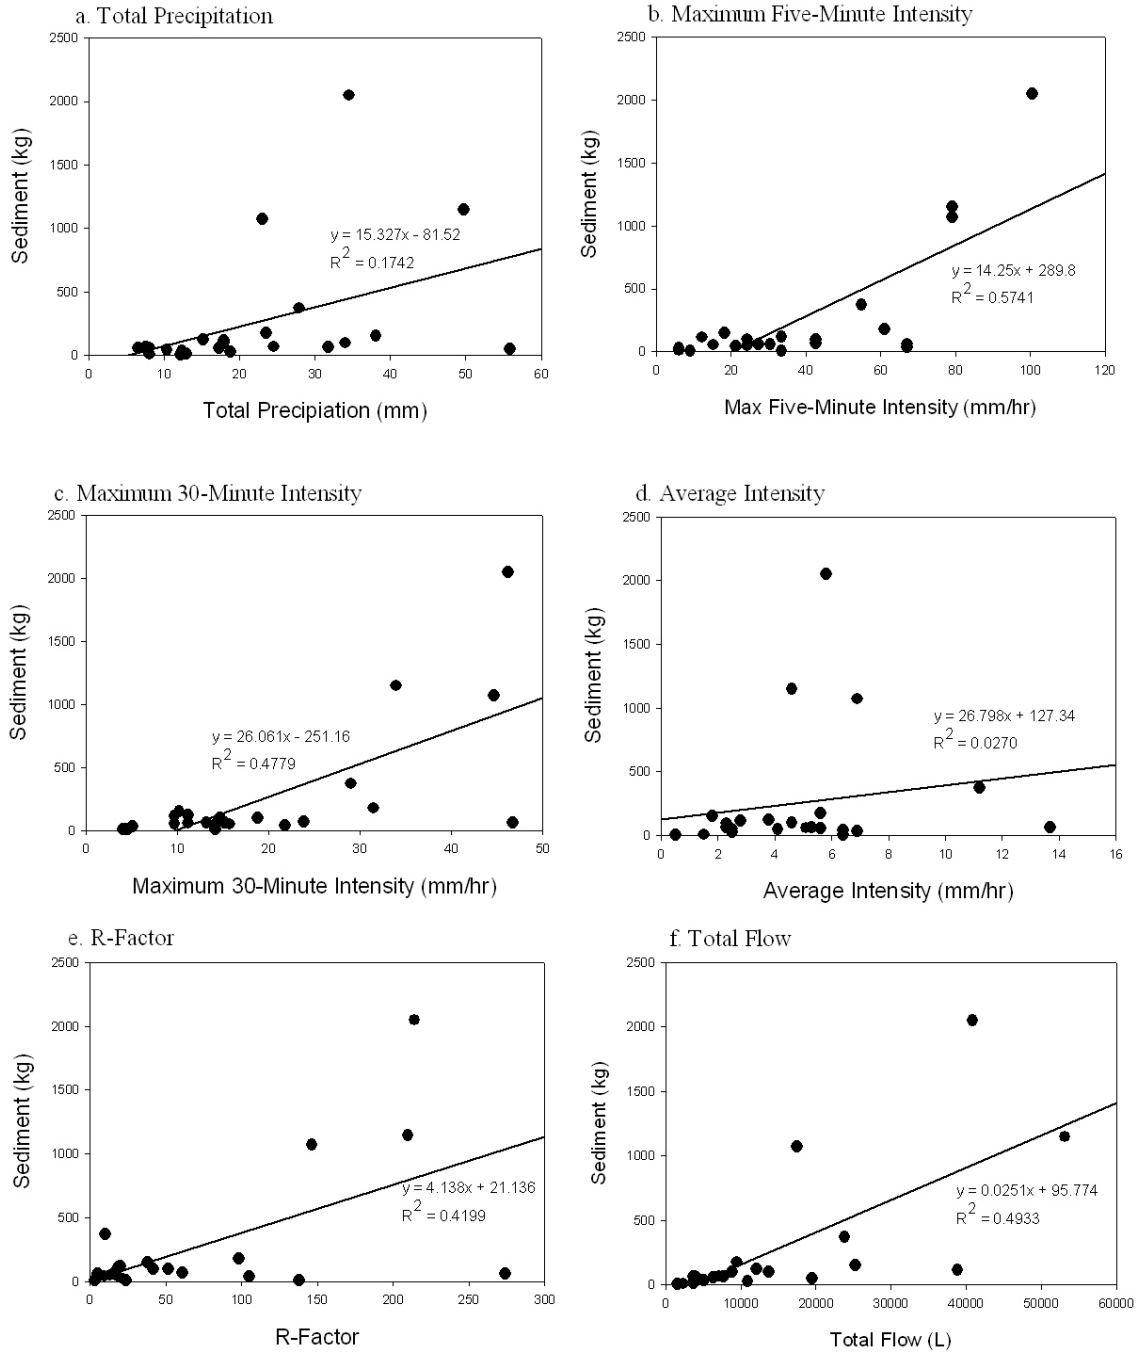 a. Total Precipitation
2500
2000
1500
1000
500
0
Sediment (kg)
y = 15.327x - 81.52
R2 = 0.1742
0 10 20 30 40 50 60
Total Precipiation (mm)
b. Maximum Five-Minute Intensity
2500
2000
1500
1000
500
0
Sediment (kg)
y = 14.25x + 289.8
R2 = 0.5741
0 20 40 60 80 100 120
Max Five-Minute Intensity (mm/hr)
c. Maximum 30-Minute Intensity
2500
2000
1500
1000
500
0
Sediment (kg)
y = 26.061x - 251.16
R2 = 0.4779
0 10 20 30 40 50
Maximum 30-Minute Intensity (mm/hr)
d. Average Intensity
2500
2000
1500
1000
500
0
Sediment (kg)
y = 26.798x + 127.34
R2 = 0.0270
0 2 4 6 8 10 12 14 16
Average Intensity (mm/hr)
e. R-Factor
2500
2000
1500
1000
500
0
Sediment (kg)
y = 4.138x + 21.136
R2 = 0.4199
0 50 100 150 200 250 300
R-Factor
f. Total Flow
2500
2000
1500
1000
500
0
Sediment (kg)
y = 0.0251x + 95.774
R2 = 0.4933
0 10000 20000 30000 40000 50000 60000
Total Flow (L)